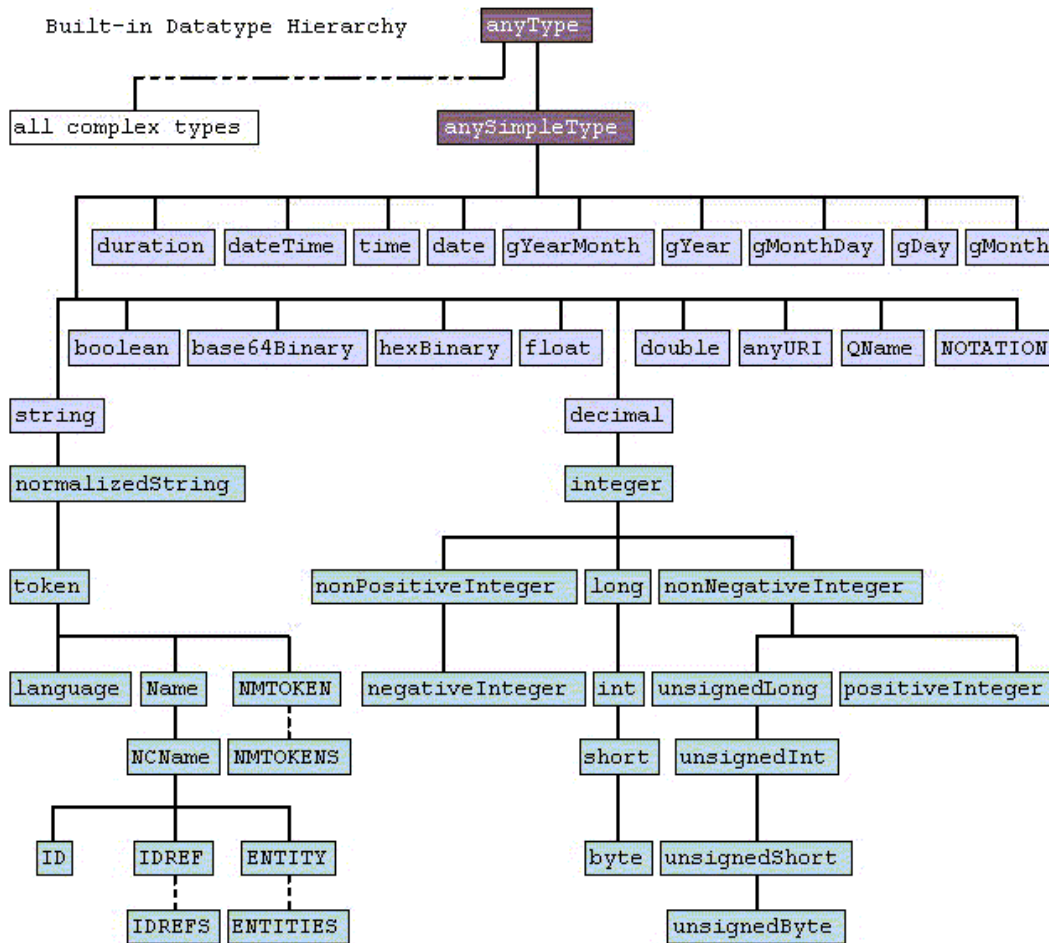 Built-in Datatype Hierarchy
anyType
all complex types
anySimpleType
duration
dateTime
time
date
gYearMonth
gYear
gMonthDay
gDay
gMonth
boolean
base64Binary
hexBinary
float
double
anyURI
QName
NOTATION
string
decimal
normalizedString
integer
token
nonPositiveInteger
long
nonNegativeInteger
language
Name
NMTOKEN
negativeInteger
int
unsignedLong
positiveInteger
NCName
NMTOKENS
short
unsignedInt
ID
IDREF
ENTITY
byte
unsignedShort
IDREFS
ENTITIES
unsignedByte